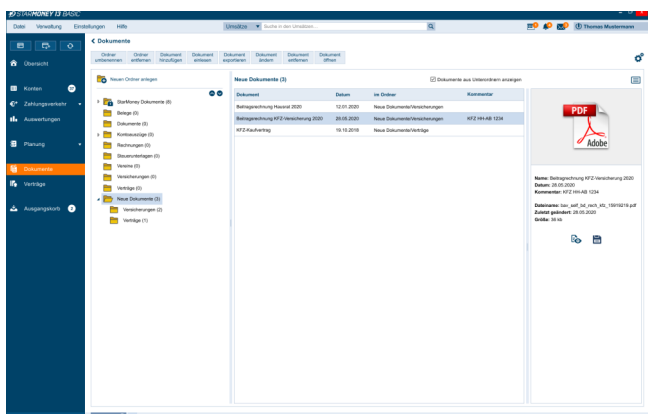 STARMONEY 13 BASIC
Datei Verwaltung Einstellungen Hilfe Umsätze Suche in den Umsätzen... Thomas Mustermann
Dokumente
Ordner umbenennen
Ordner entfernen
Dokument hinzufügen
Dokument einlesen
Dokument exportieren
Dokument ändern
Dokument entfernen
Dokument öffnen
Übersicht
Konten
Zahlungsverkehr
Auswertungen
Planung
Dokumente
Verträge
Ausgangskorb 2
Neuen Ordner anlegen
StarMoney Dokumente (6)
Belege (0)
Dokumente (0)
Kontoauszüge (0)
Rechnungen (0)
Steuerunterlagen (0)
Vereine (0)
Versicherungen (0)
Verträge (0)
Neue Dokumente (3)
Versicherungen (2)
Verträge (1)
Neue Dokumente (3) Dokumente aus Unterordnern anzeigen
Dokument Datum im Ordner Kommentar
Beitragsrechnung Hausrat 2020 12.01.2020 Neue Dokumente/Versicherungen
Beitragsrechnung KFZ-Versicherung 2020 28.05.2020 Neue Dokumente/Versicherungen KFZ HH-AB 1234
KFZ-Kaufvertrag 19.10.2018 Neue Dokumente/Verträge
PDF
Adobe
Name: Beitragsrechnung KFZ-Versicherung 2020
Datum: 28.05.2020
Kommentar: KFZ HH-AB 1234
Zuletzt geändert: 28.05.2020
Größe: 38 kb